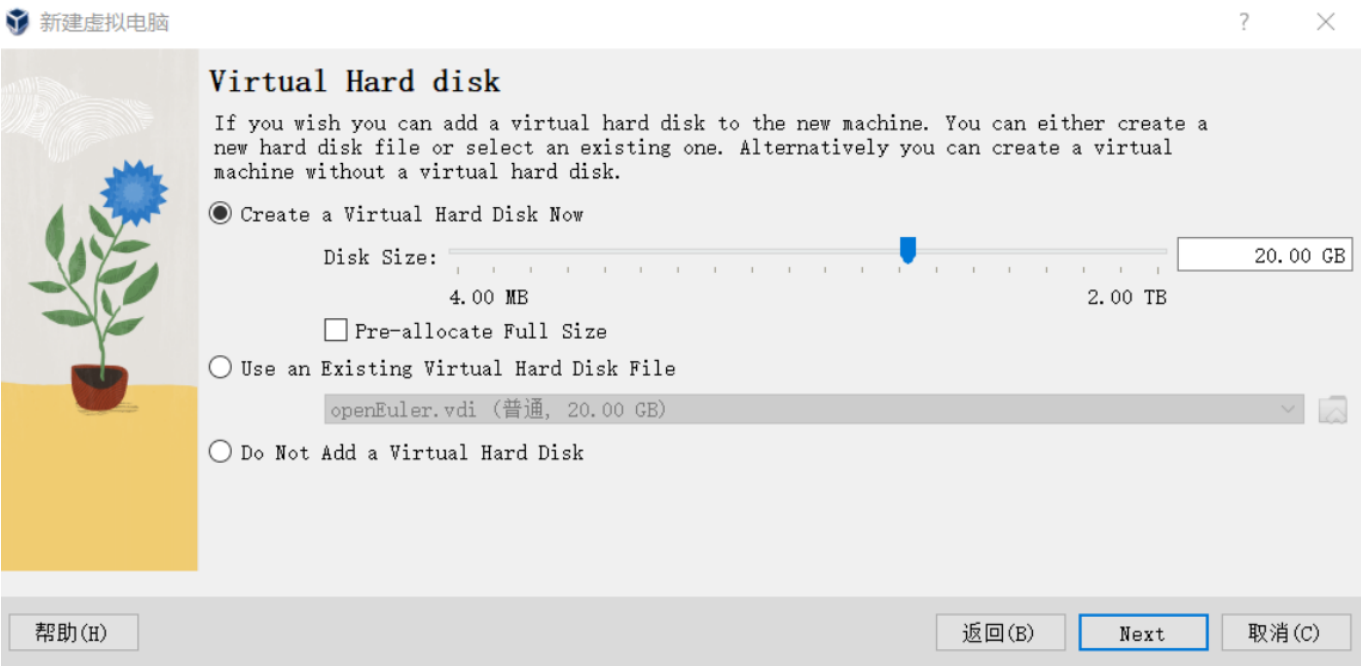 新建虚拟电脑
?
Virtual Hard disk
If you wish you can add a virtual hard disk to the new machine. You can either create a
new hard disk file or select an existing one. Alternatively you can create a virtual
machine without a virtual hard disk.
Create a Virtual Hard Disk Now
Disk Size:
20.00 GB
4.00 MB
2.00 TB
Pre-allocate Full Size
Use an Existing Virtual Hard Disk File
openEuler.vdi (普通, 20.00 GB)
Do Not Add a Virtual Hard Disk
帮助(H)
返回(B)
Next
取消(C)